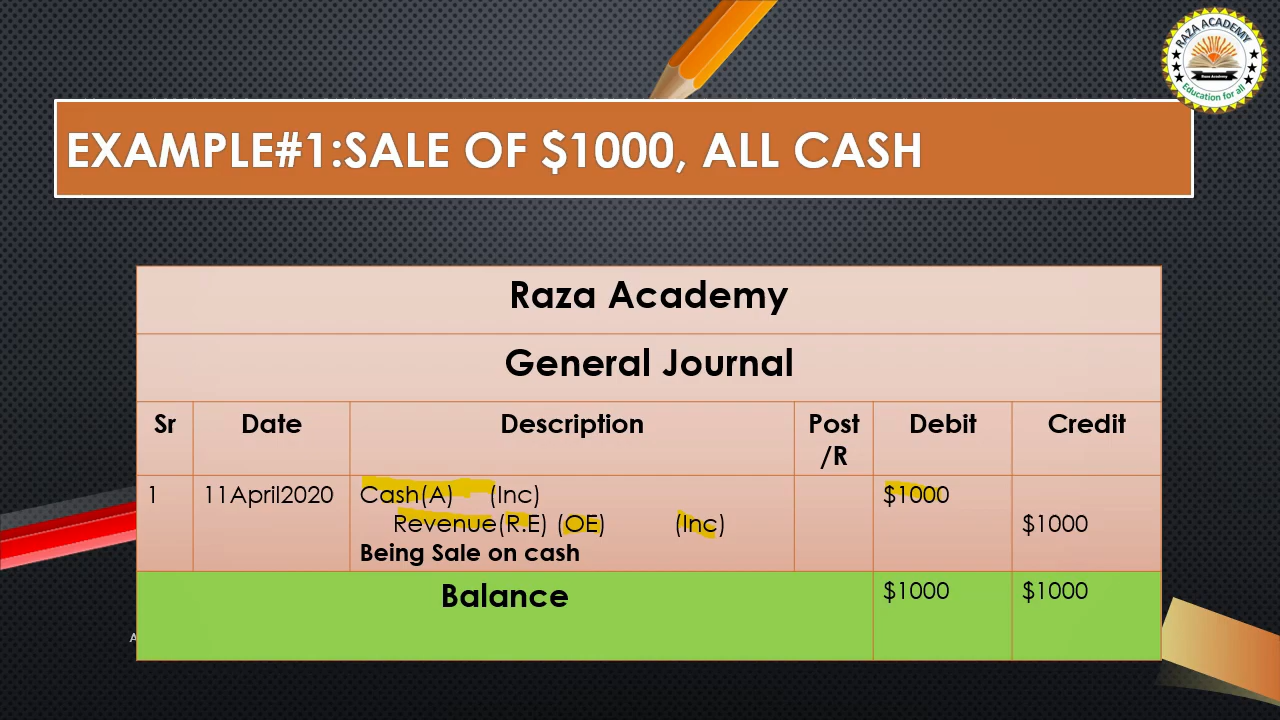 RAZA ACADEMY
Raza Academy
Education for all
EXAMPLE#1:SALE OF $1000, ALL CASH
Raza Academy
General Journal
Sr Date Description Post /R Debit Credit
1 11April2020 Cash(A) (Inc) $1000
Revenue(R.E) (OE) (Inc) $1000
Being Sale on cash
Balance $1000 $1000
A